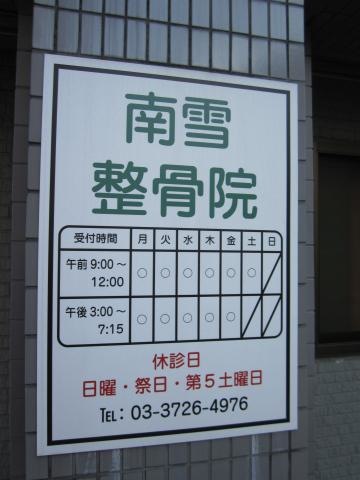 南雪
整骨院
受付時間 月 火 水 木 金 土 日
午前 9:00～
12:00 ○ ○ ○ ○ ○ ○
午後 3:00～
7:15 ○ ○ ○ ○ ○
休診日
日曜・祭日・第5土曜日
TEL: 03-3726-4976